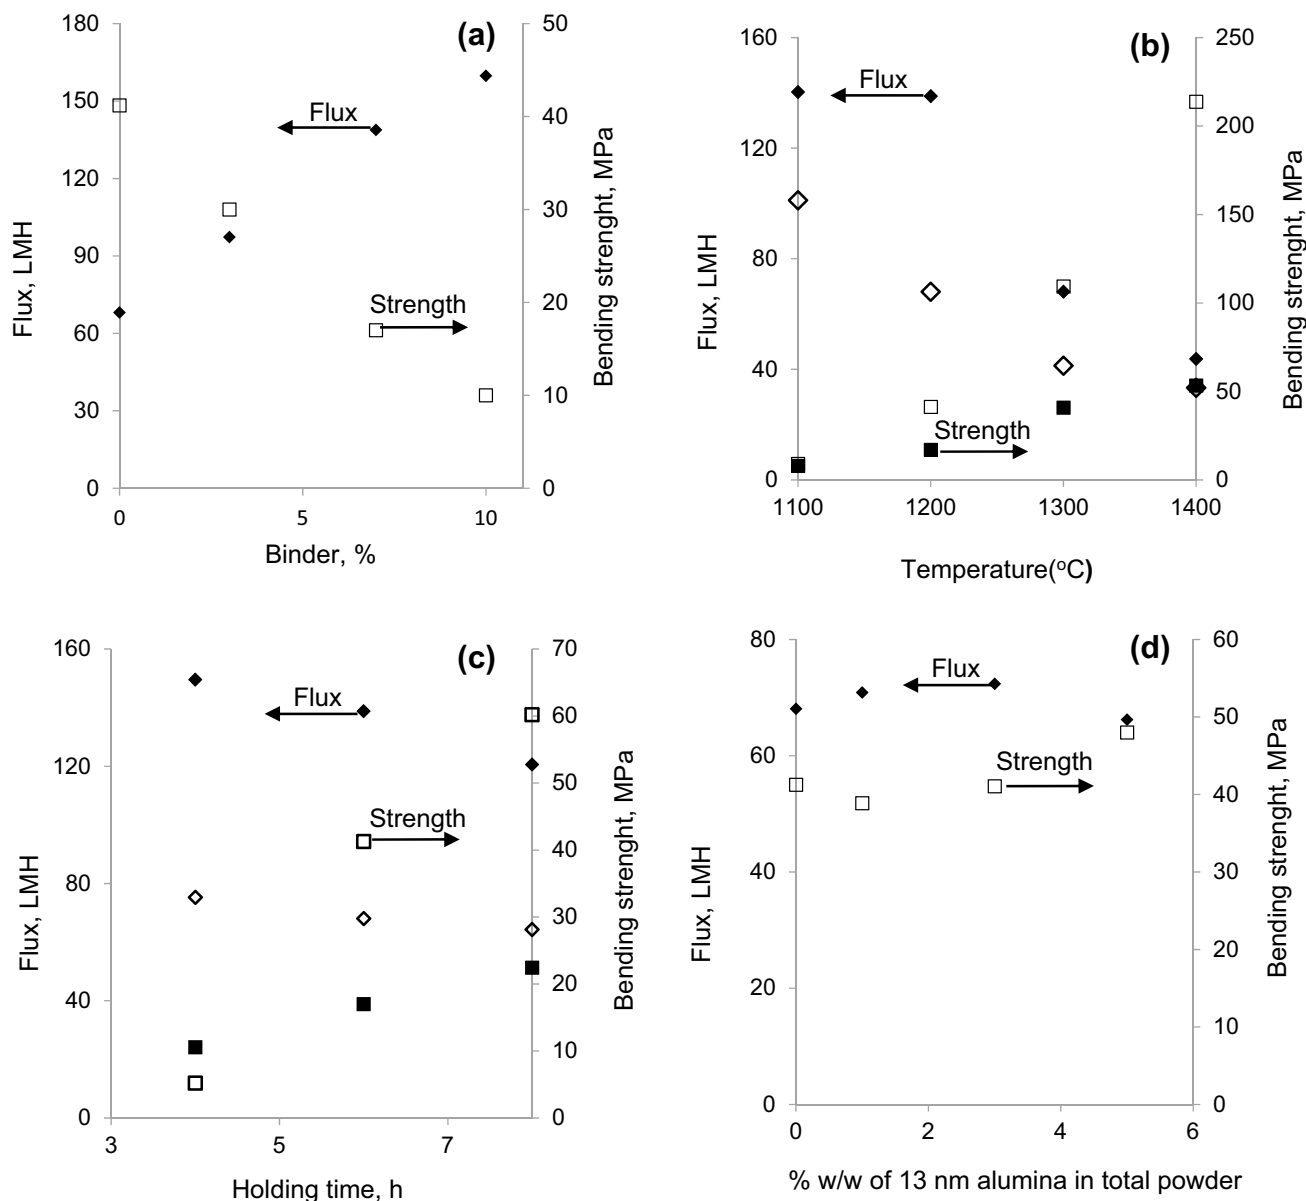 (a)
180
150
120
90
60
30
0
Flux, LMH
Flux
Strength
50
40
30
20
10
0
Bending strenght, MPa
0
5
10
Binder, %
(b)
160
120
80
40
0
Flux, LMH
Flux
Strength
250
200
150
100
50
0
Bending strenght, MPa
1100
1200
1300
1400
Temperature(oC)
(c)
160
120
80
40
0
Flux, LMH
Flux
Strength
70
60
50
40
30
20
10
0
Bending strenght, MPa
3
5
7
Holding time, h
(d)
80
60
40
20
0
Flux, LMH
Flux
Strength
60
50
40
30
20
10
0
Bending strenght, MPa
0
2
4
6
% w/w of 13 nm alumina in total powder